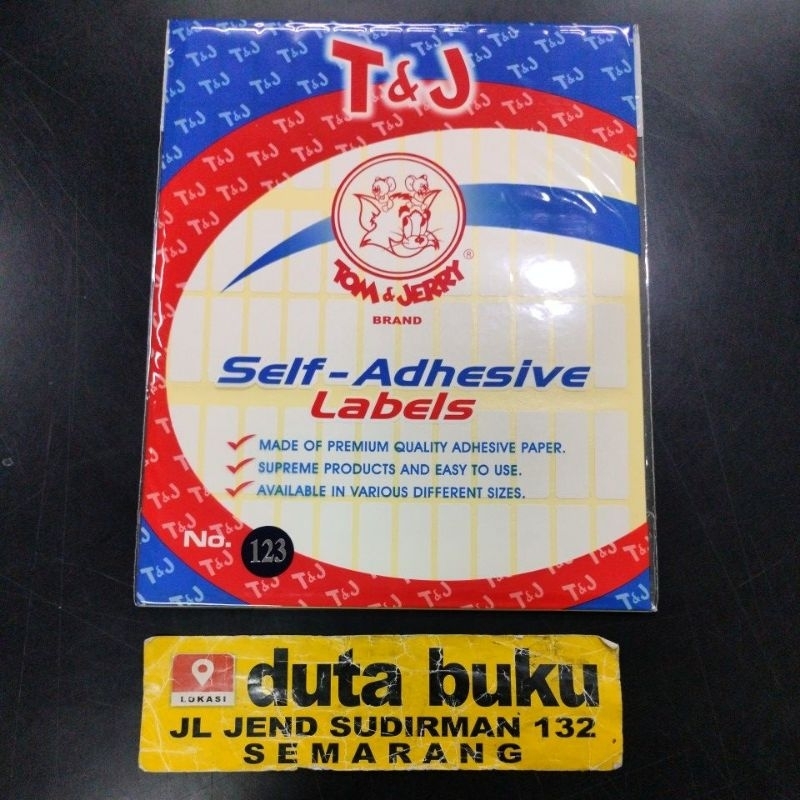 T&J
TOM & JERRY
®
BRAND
Self-Adhesive
Labels
MADE OF PREMIUM QUALITY ADHESIVE PAPER.
SUPREME PRODUCTS AND EASY TO USE.
AVAILABLE IN VARIOUS DIFFERENT SIZES.
No. 123
LOKASI
duta buku
JL JEND SUDIRMAN 132
SEMARANG